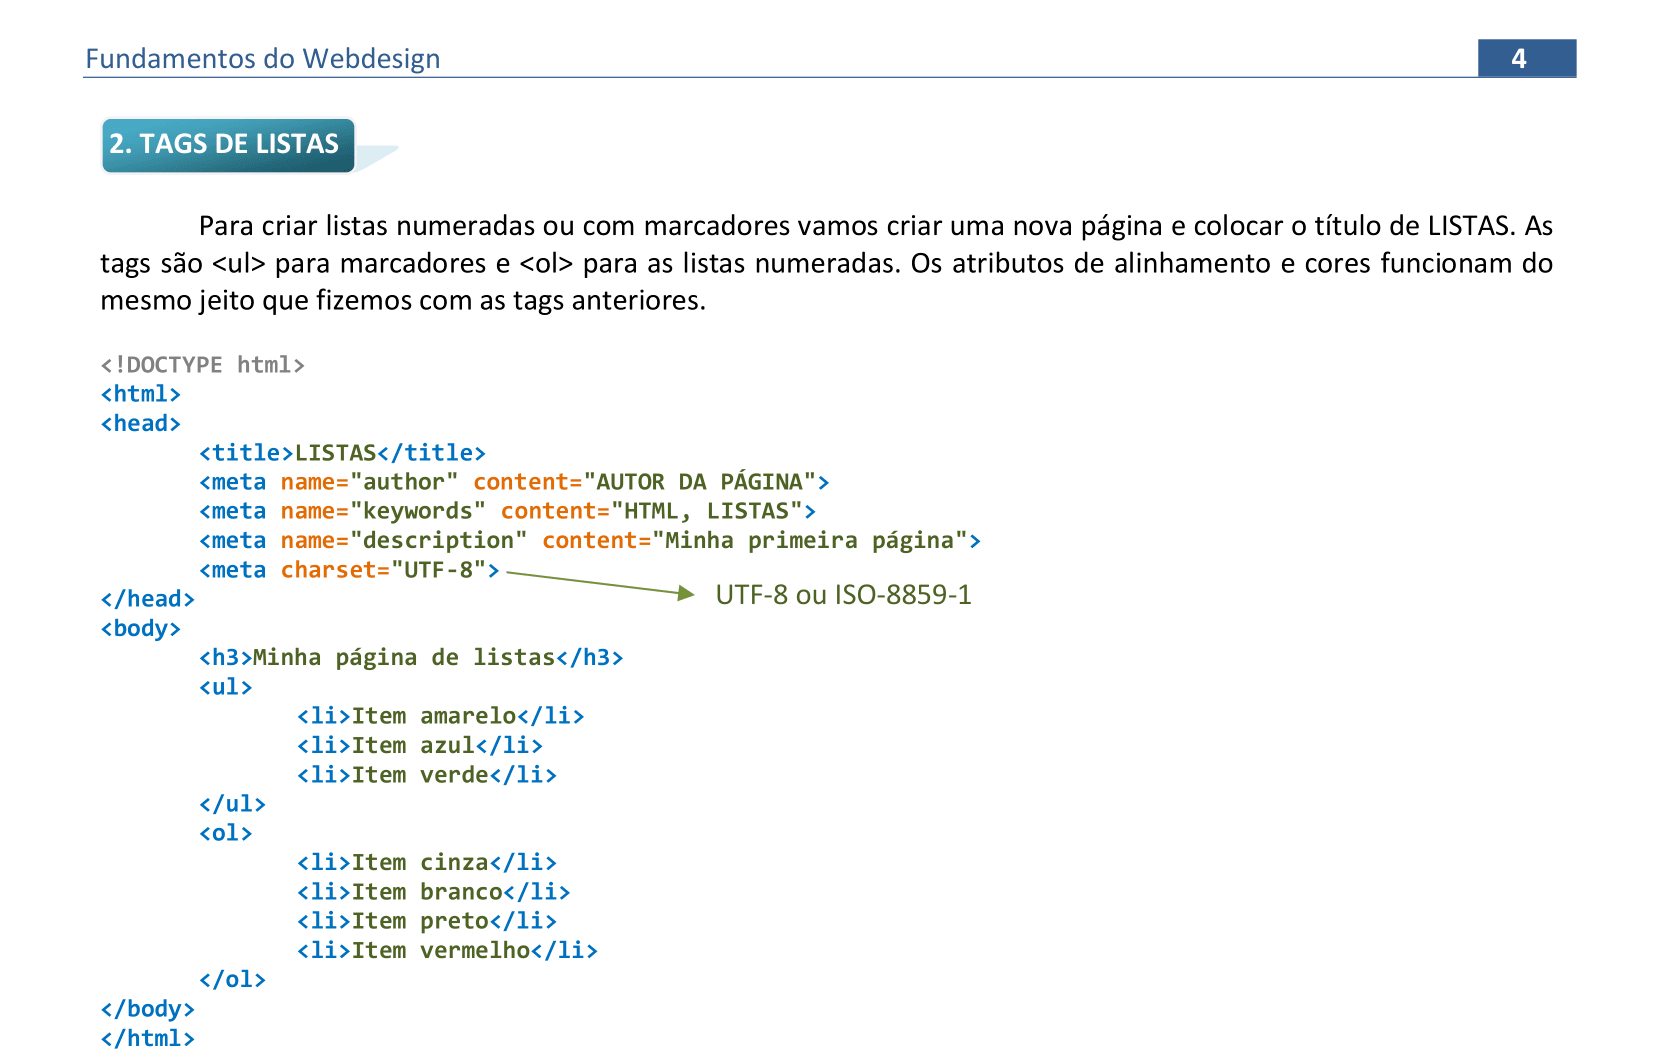 Fundamentos do Webdesign 4
2. TAGS DE LISTAS
Para criar listas numeradas ou com marcadores vamos criar uma nova página e colocar o título de LISTAS. As
tags são <ul> para marcadores e <ol> para as listas numeradas. Os atributos de alinhamento e cores funcionam do
mesmo jeito que fizemos com as tags anteriores.
<!DOCTYPE html>
<html>
<head>
<title>LISTAS</title>
<meta name="author" content="AUTOR DA PÁGINA">
<meta name="keywords" content="HTML, LISTAS">
<meta name="description" content="Minha primeira página">
<meta charset="UTF-8">
UTF-8 ou ISO-8859-1
</head>
<body>
<h3>Minha página de listas</h3>
<ul>
<li>Item amarelo</li>
<li>Item azul</li>
<li>Item verde</li>
</ul>
<ol>
<li>Item cinza</li>
<li>Item branco</li>
<li>Item preto</li>
<li>Item vermelho</li>
</ol>
</body>
</html>